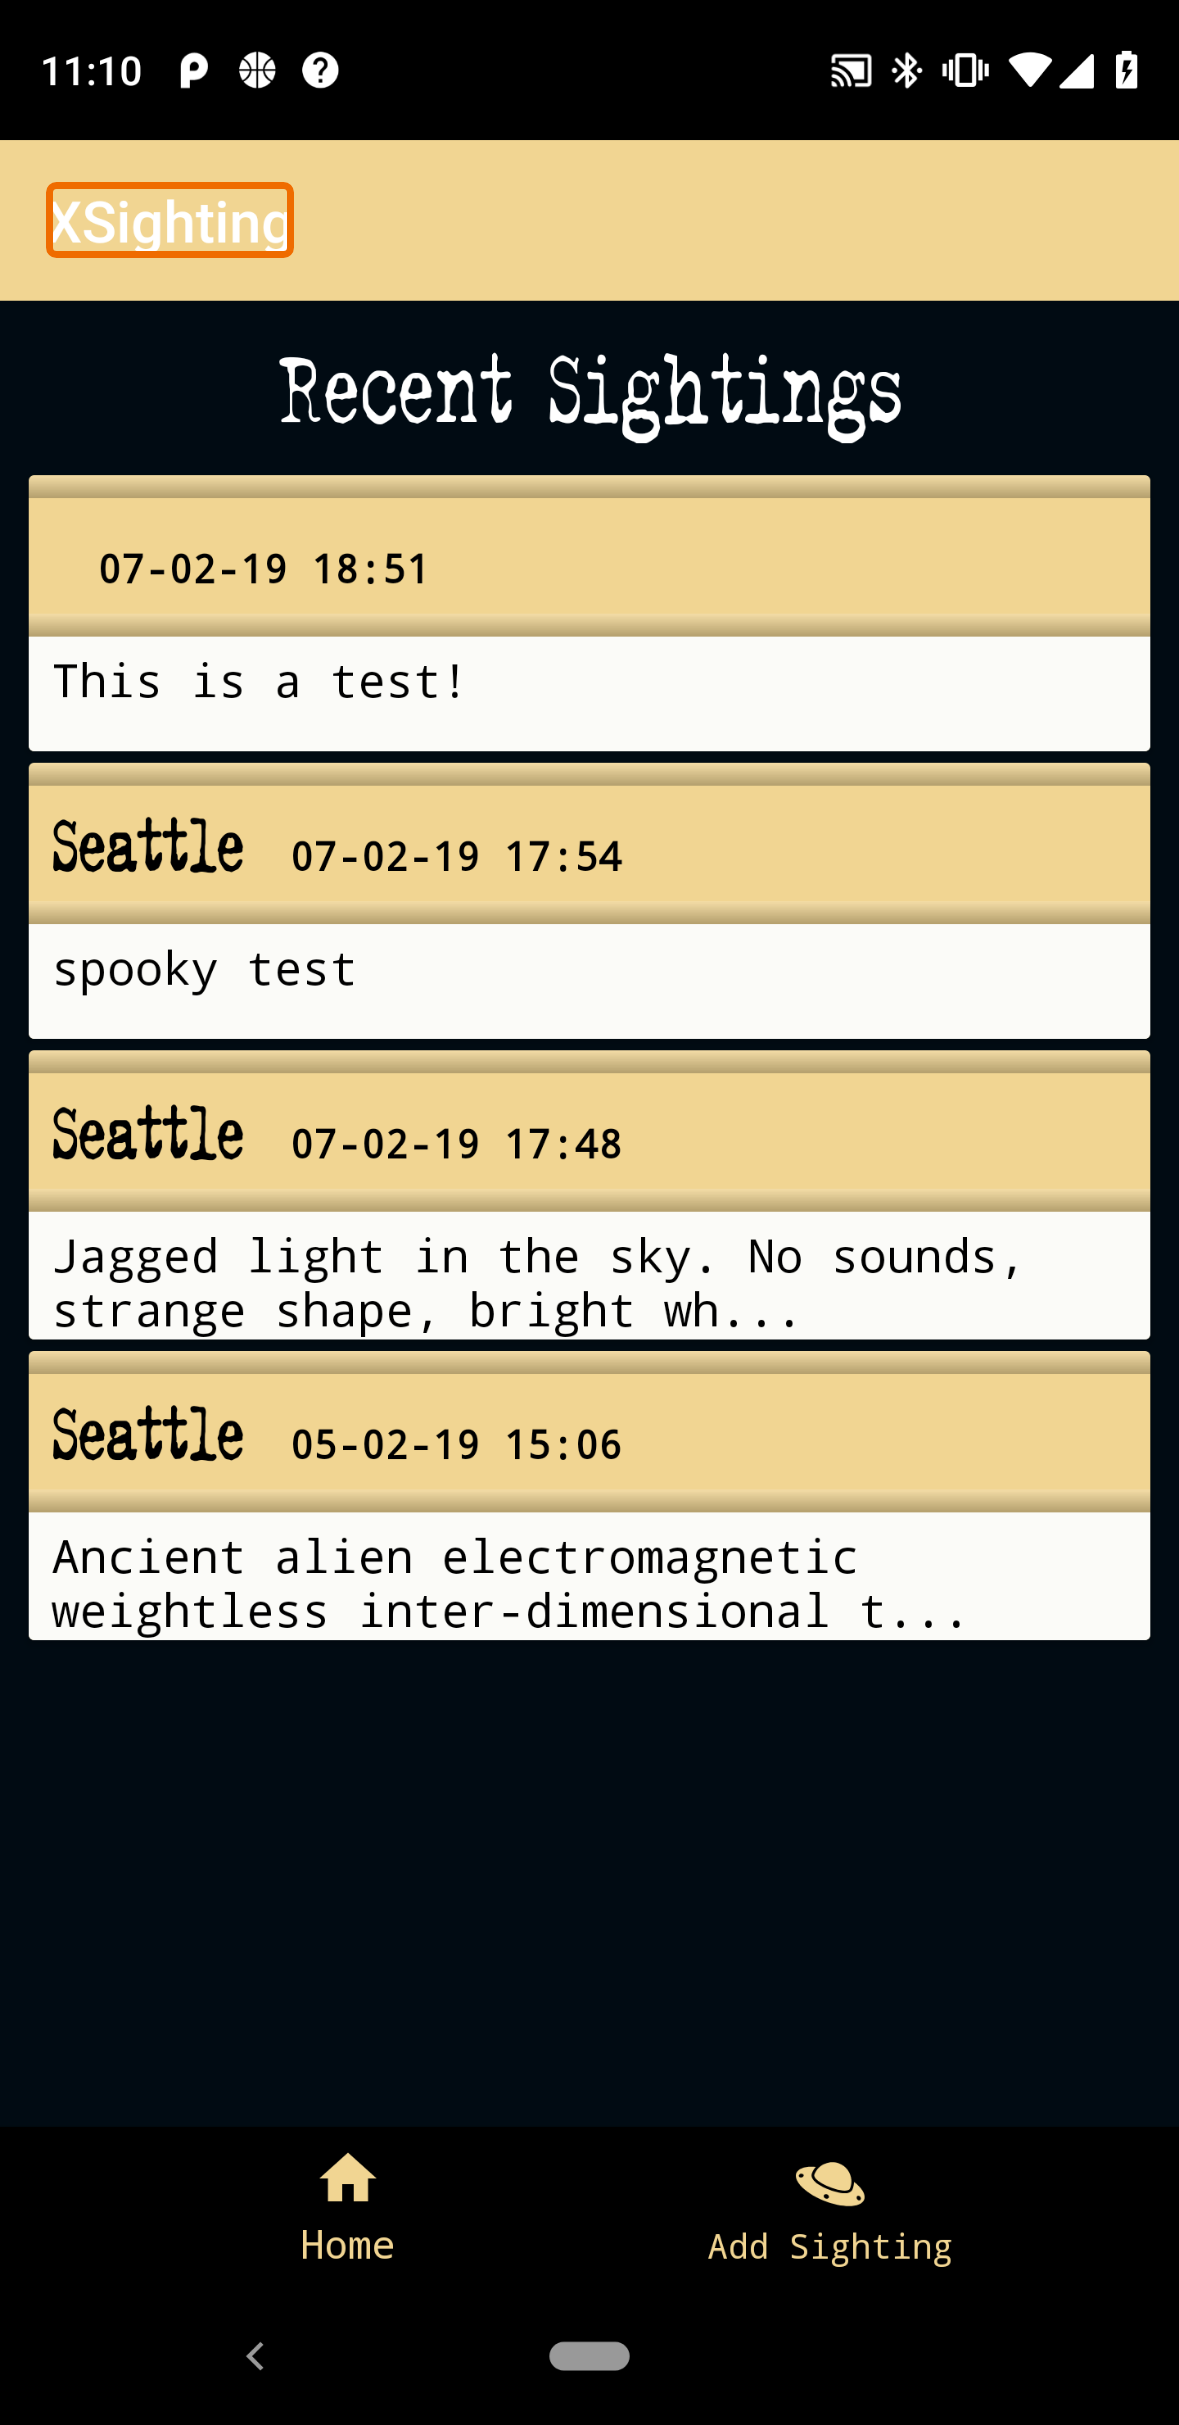 11:10
XSighting
Recent Sightings
07-02-19 18:51
This is a test!
Seattle 07-02-19 17:54
spooky test
Seattle 07-02-19 17:48
Jagged light in the sky. No sounds,
strange shape, bright wh...
Seattle 05-02-19 15:06
Ancient alien electromagnetic
weightless inter-dimensional t...
Home
Add Sighting